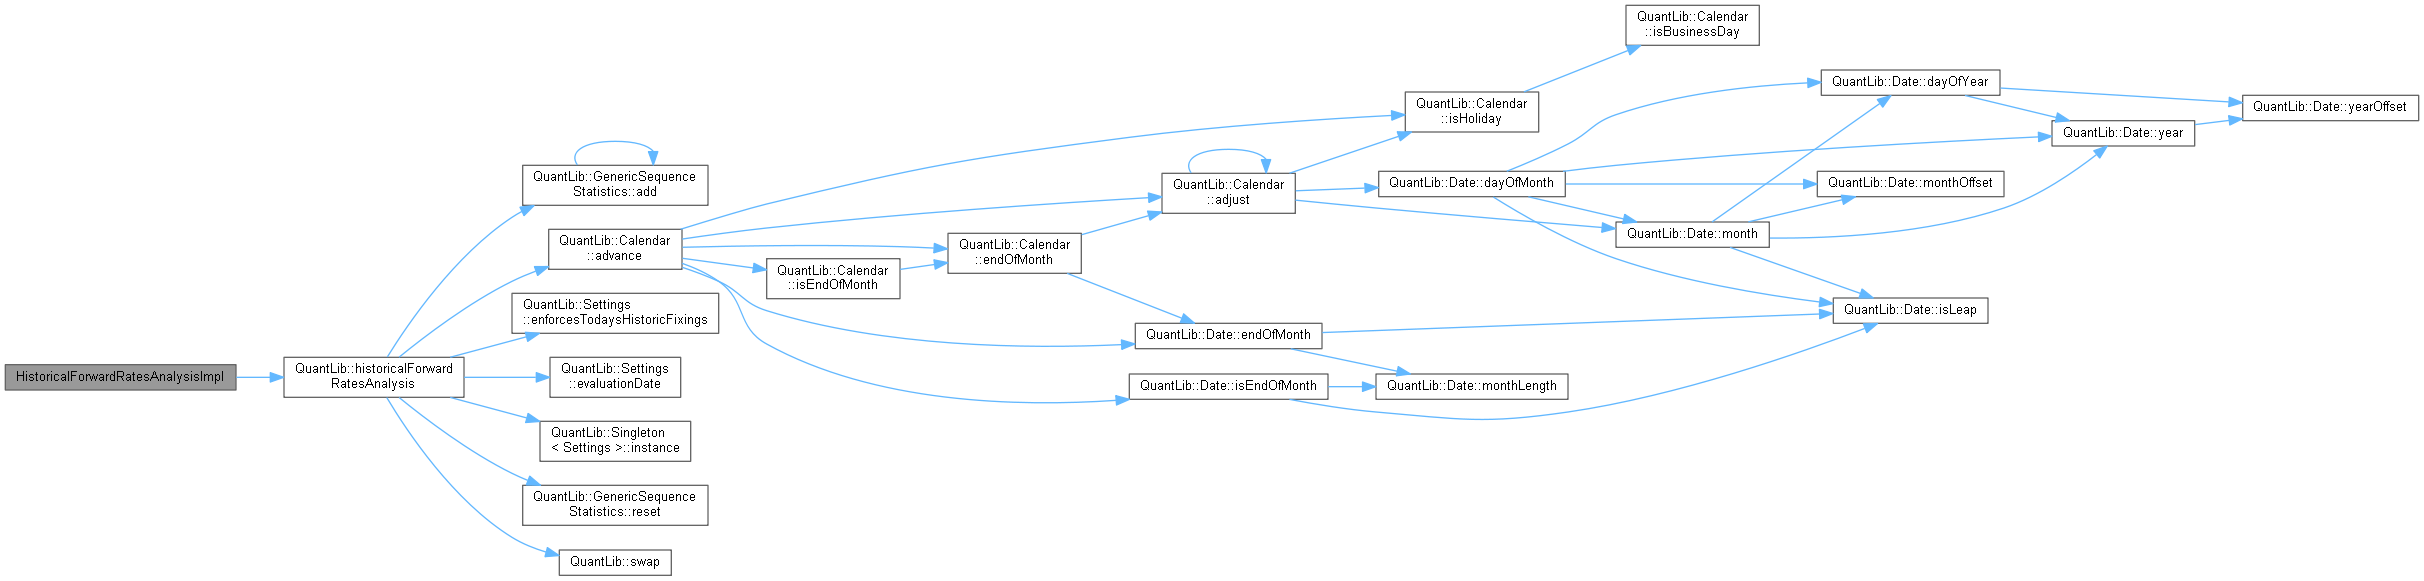 HistoricalForwardRatesAnalysisImpl
QuantLib::historicalForward
RatesAnalysis
QuantLib::GenericSequence
Statistics::add
QuantLib::Calendar
::advance
QuantLib::Settings
::enforcesTodaysHistoricFixings
QuantLib::Settings
::evaluationDate
QuantLib::Singleton
< Settings >::instance
QuantLib::GenericSequence
Statistics::reset
QuantLib::swap
QuantLib::Calendar
::isEndOfMonth
QuantLib::Calendar
::endOfMonth
QuantLib::Calendar
::adjust
QuantLib::Date::endOfMonth
QuantLib::Date::isEndOfMonth
QuantLib::Calendar
::isHoliday
QuantLib::Date::dayOfMonth
QuantLib::Date::monthLength
QuantLib::Calendar
::isBusinessDay
QuantLib::Date::month
QuantLib::Date::dayOfYear
QuantLib::Date::monthOffset
QuantLib::Date::isLeap
QuantLib::Date::year
QuantLib::Date::yearOffset